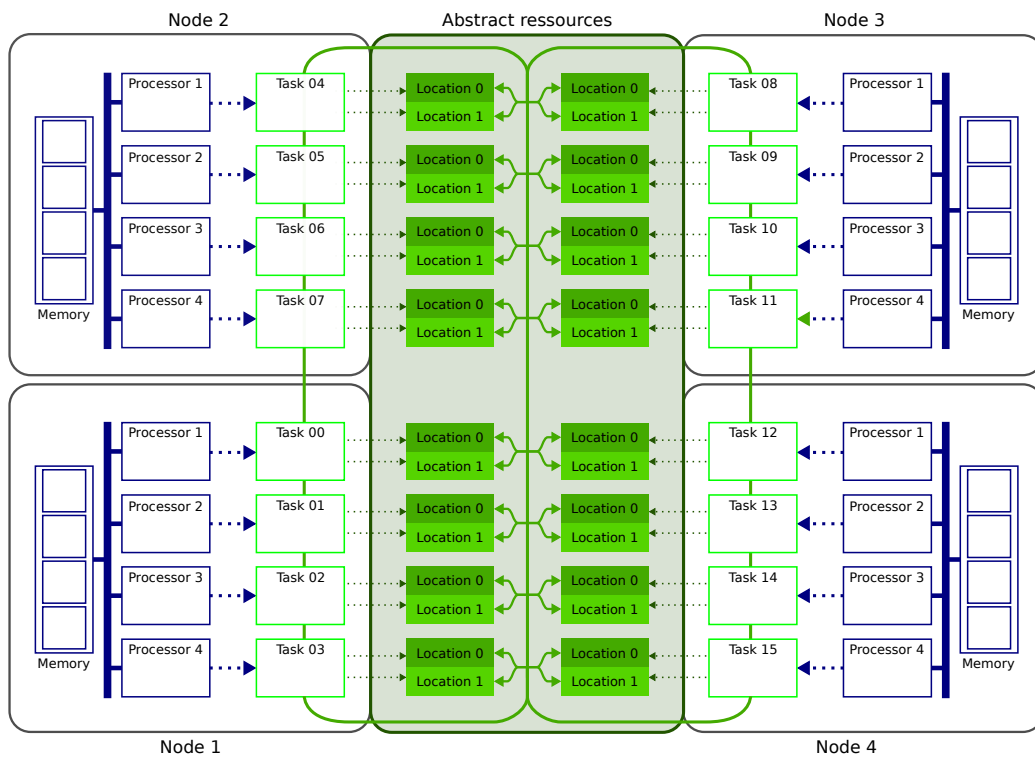 Node 2
Abstract ressources
Node 3
Processor 1
Task 04
Location 0
Location 1
Location 0
Location 1
Task 08
Processor 1
Processor 2
Task 05
Location 0
Location 1
Location 0
Location 1
Task 09
Processor 2
Processor 3
Task 06
Location 0
Location 1
Location 0
Location 1
Task 10
Processor 3
Processor 4
Task 07
Location 0
Location 1
Location 0
Location 1
Task 11
Processor 4
Memory
Memory
Processor 1
Task 00
Location 0
Location 1
Location 0
Location 1
Task 12
Processor 1
Processor 2
Task 01
Location 0
Location 1
Location 0
Location 1
Task 13
Processor 2
Processor 3
Task 02
Location 0
Location 1
Location 0
Location 1
Task 14
Processor 3
Processor 4
Task 03
Location 0
Location 1
Location 0
Location 1
Task 15
Processor 4
Memory
Memory
Node 1
Node 4